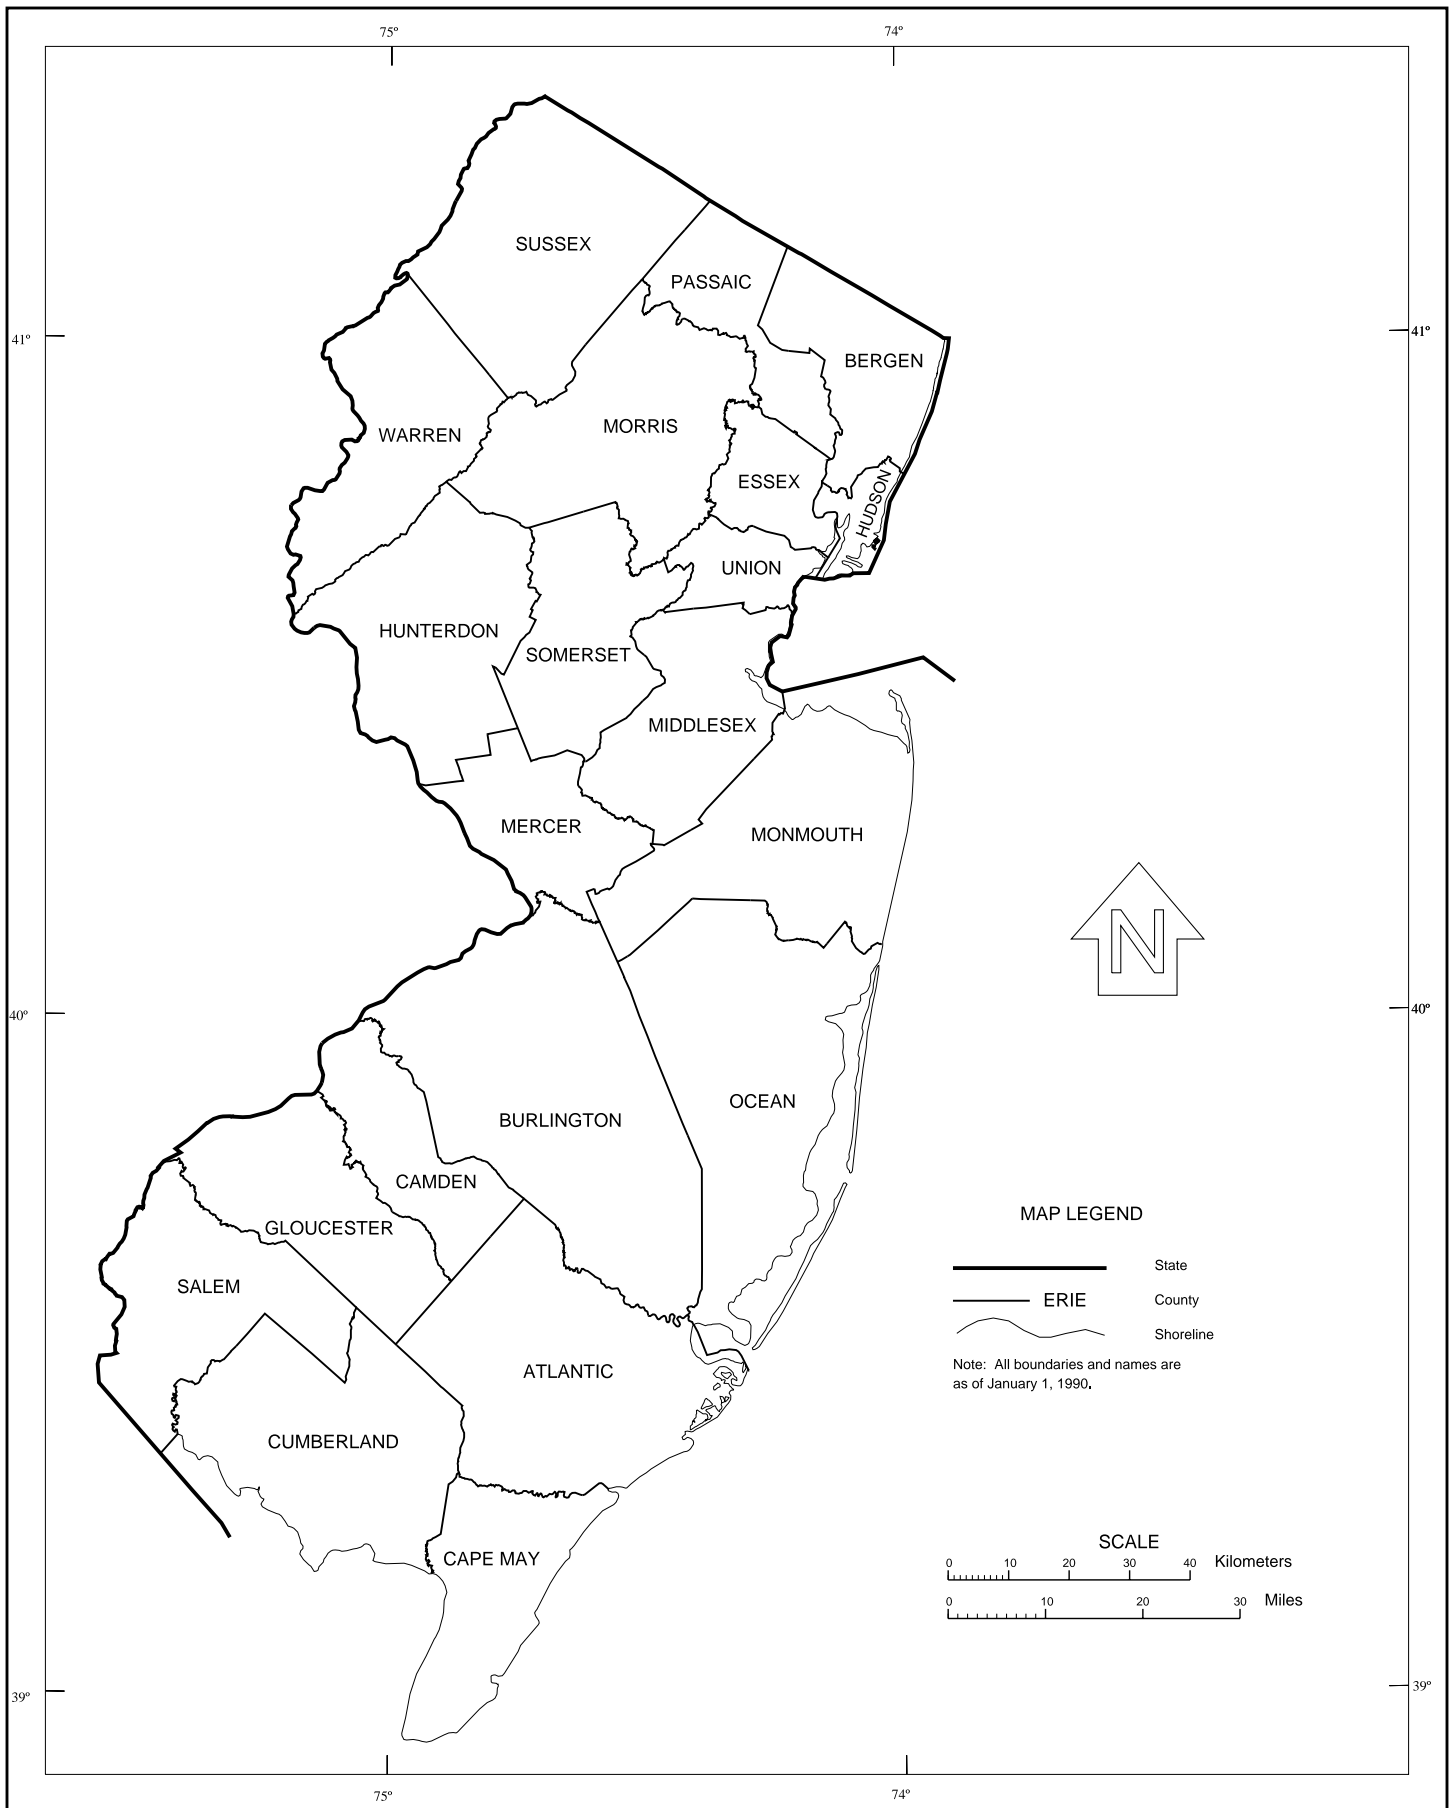 75º 74º
SUSSEX
PASSAIC
41º 41º
BERGEN
MORRIS
WARREN
ESSEX
HUDSON
UNION
HUNTERDON
SOMERSET
MIDDLESEX
MERCER
MONMOUTH
N
40º 40º
OCEAN
BURLINGTON
CAMDEN
MAP LEGEND
GLOUCESTER
State
SALEM
ERIE County
Shoreline
Note: All boundaries and names are
as of January 1, 1990.
ATLANTIC
CUMBERLAND
SCALE
CAPE MAY
0 10 20 30 40 Kilometers
0 10 20 30 Miles
39º 39º
75º 74º